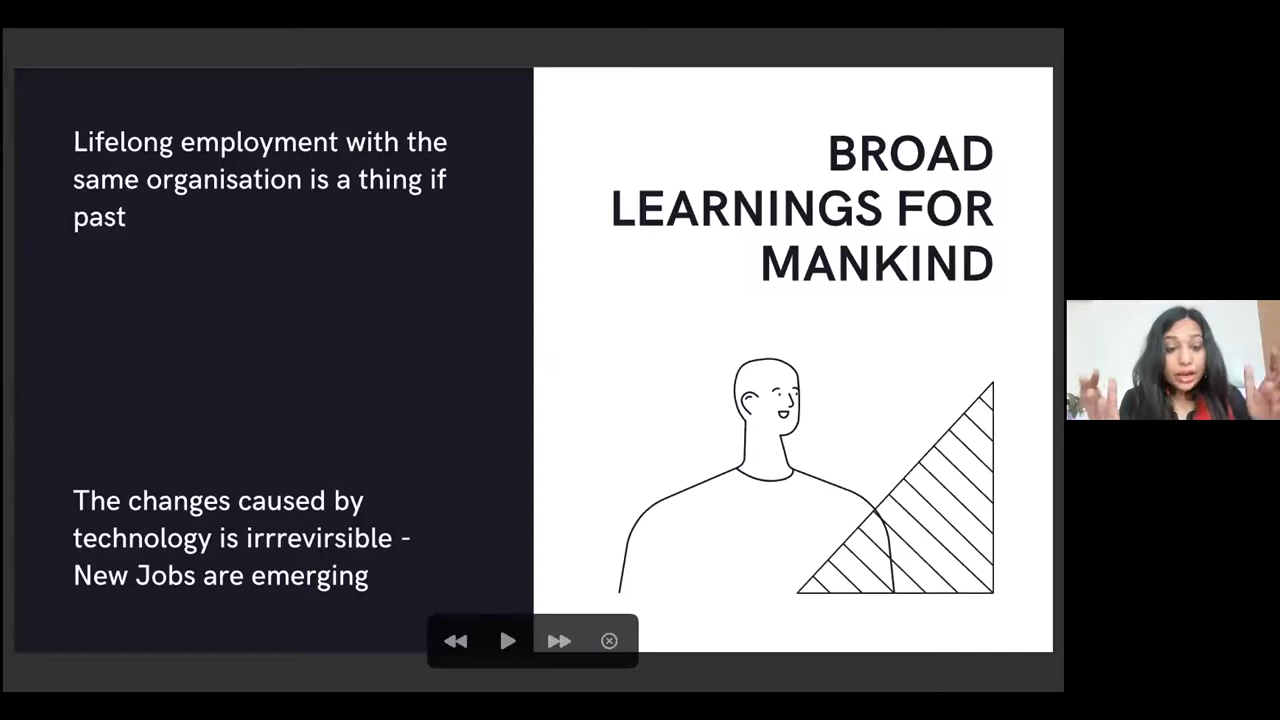 Lifelong employment with the
same organisation is a thing if
past
The changes caused by
technology is irrrevirsible -
New Jobs are emerging
BROAD
LEARNINGS FOR
MANKIND